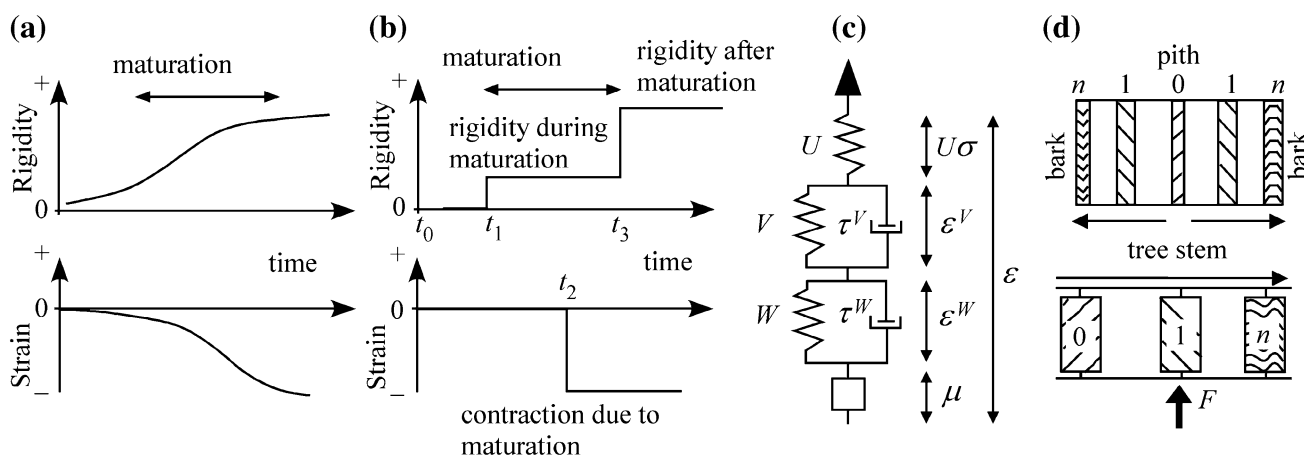 (a)
maturation
+
Rigidity
0
+
time
0
Strain
−
(b)
rigidity after
maturation
maturation
+
rigidity during
maturation
Rigidity
0
t0
t1
t3
+
time
t2
0
Strain
−
contraction due to
maturation
(c)
U
Uσ
V
τV
εV
ε
W
τW
εW
μ
(d)
pith
n 1 0 1 n
bark
bark
tree stem
0 1 n
F